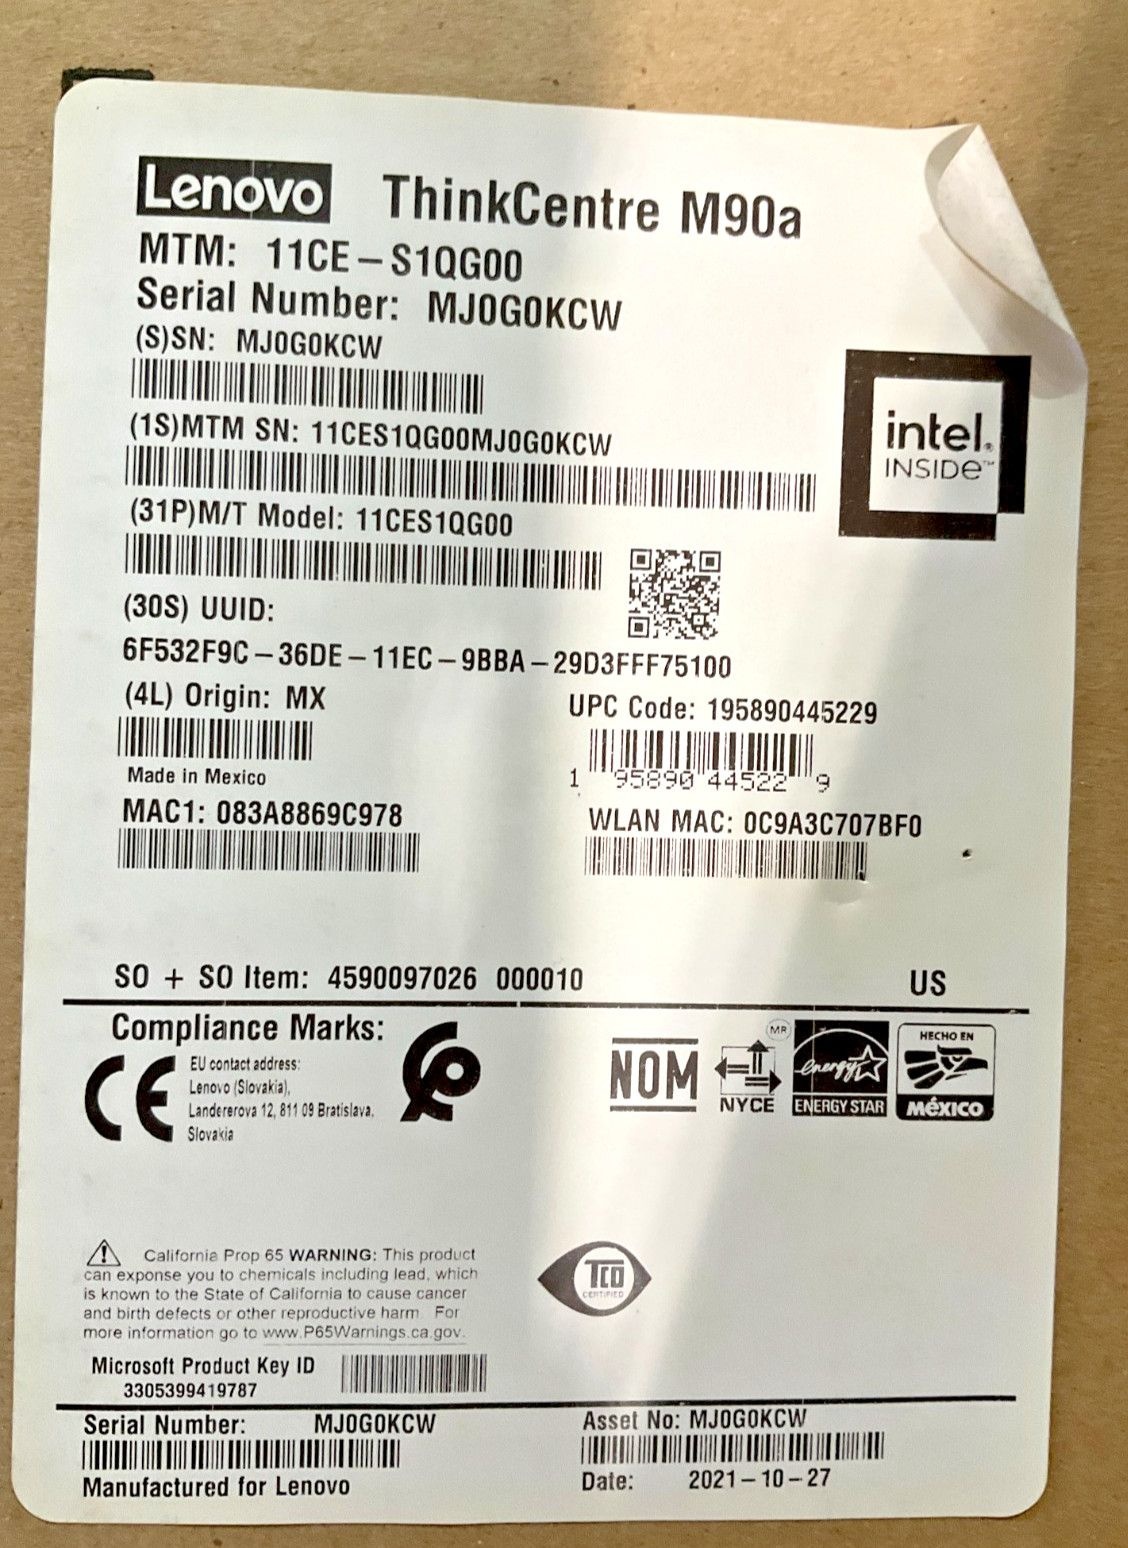 Lenovo ThinkCentre M90a
MTM: 11CE-S1QG00
Serial Number: MJ0G0KCW
(S)SN: MJ0G0KCW
(1S)MTM SN: 11CES1QG00MJ0G0KCW
intel®
INSIDe™
(31P)M/T Model: 11CES1QG00
(30S) UUID:
6F532F9C-36DE-11EC-9BBA-29D3FFF75100
(4L) Origin: MX
UPC Code: 195890445229
1 95890 44522 9
Made in Mexico
MAC1: 083A8869C978
WLAN MAC: 0C9A3C707BF0
SO + SO Item: 4590097026 000010
US
Compliance Marks:
CE
EU contact address:
Lenovo (Slovakia),
Landererova 12, 811 09 Bratislava,
Slovakia
NOM
MR
NYCE
energy
ENERGY STAR
HECHO EN
MéXICO
California Prop 65 WARNING: This product
can exponse you to chemicals including lead, which
is known to the State of California to cause cancer
and birth defects or other reproductive harm. For
more information go to www.P65Warnings.ca.gov.
TCO
CERTIFIED
Microsoft Product Key ID
3305399419787
Serial Number: MJ0G0KCW
Asset No: MJ0G0KCW
Manufactured for Lenovo
Date: 2021-10-27